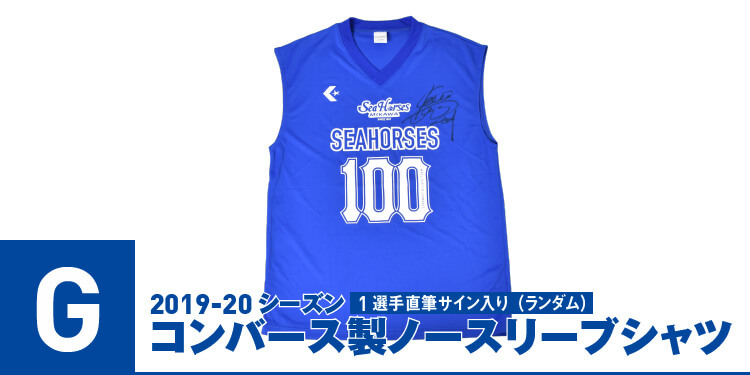 SeaHorses
MIKAWA
SEAHORSES
100
G
2019-20 シーズン 1選手直筆サイン入り（ランダム）
コンバース製ノースリーブシャツ